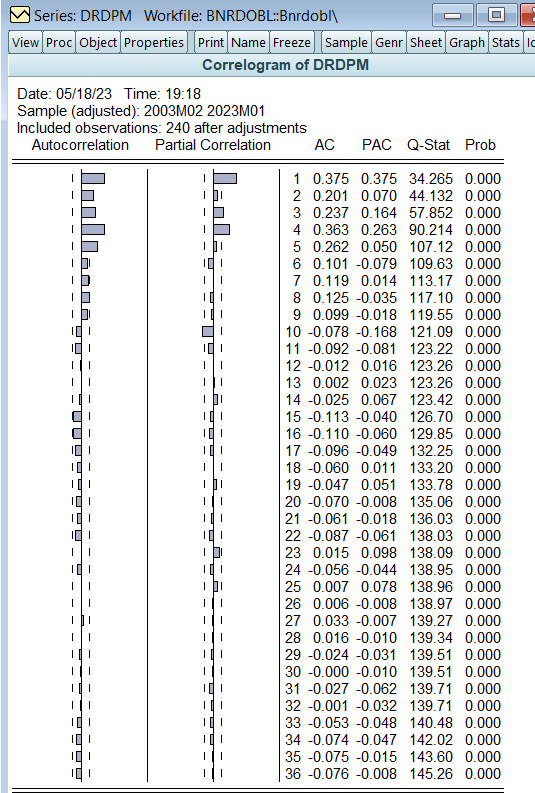 Series: DRDPM Workfile: BNRDOBL::Bnrdobl\
View Proc Object Properties Print Name Freeze Sample Genr Sheet Graph Stats
Correlogram of DRDPM
Date: 05/18/23 Time: 19:18
Sample (adjusted): 2003M02 2023M01
Included observations: 240 after adjustments
Autocorrelation Partial Correlation AC PAC Q-Stat Prob
1 0.375 0.375 34.265 0.000
2 0.201 0.070 44.132 0.000
3 0.237 0.164 57.852 0.000
4 0.363 0.263 90.214 0.000
5 0.262 0.050 107.12 0.000
6 0.101 -0.079 109.63 0.000
7 0.119 0.014 113.17 0.000
8 0.125 -0.035 117.10 0.000
9 0.099 -0.018 119.55 0.000
10 -0.078 -0.168 121.09 0.000
11 -0.092 -0.081 123.22 0.000
12 -0.012 0.016 123.26 0.000
13 0.002 0.023 123.26 0.000
14 -0.025 0.067 123.42 0.000
15 -0.113 -0.040 126.70 0.000
16 -0.110 -0.060 129.85 0.000
17 -0.096 -0.049 132.25 0.000
18 -0.060 0.011 133.20 0.000
19 -0.047 0.051 133.78 0.000
20 -0.070 -0.008 135.06 0.000
21 -0.061 -0.018 136.03 0.000
22 -0.087 -0.061 138.03 0.000
23 0.015 0.098 138.09 0.000
24 -0.056 -0.044 138.95 0.000
25 0.007 0.078 138.96 0.000
26 0.006 -0.008 138.97 0.000
27 0.033 -0.007 139.27 0.000
28 0.016 -0.010 139.34 0.000
29 -0.024 -0.031 139.51 0.000
30 -0.000 -0.010 139.51 0.000
31 -0.027 -0.062 139.71 0.000
32 -0.001 -0.032 139.71 0.000
33 -0.053 -0.048 140.48 0.000
34 -0.074 -0.047 142.02 0.000
35 -0.075 -0.015 143.60 0.000
36 -0.076 -0.008 145.26 0.000